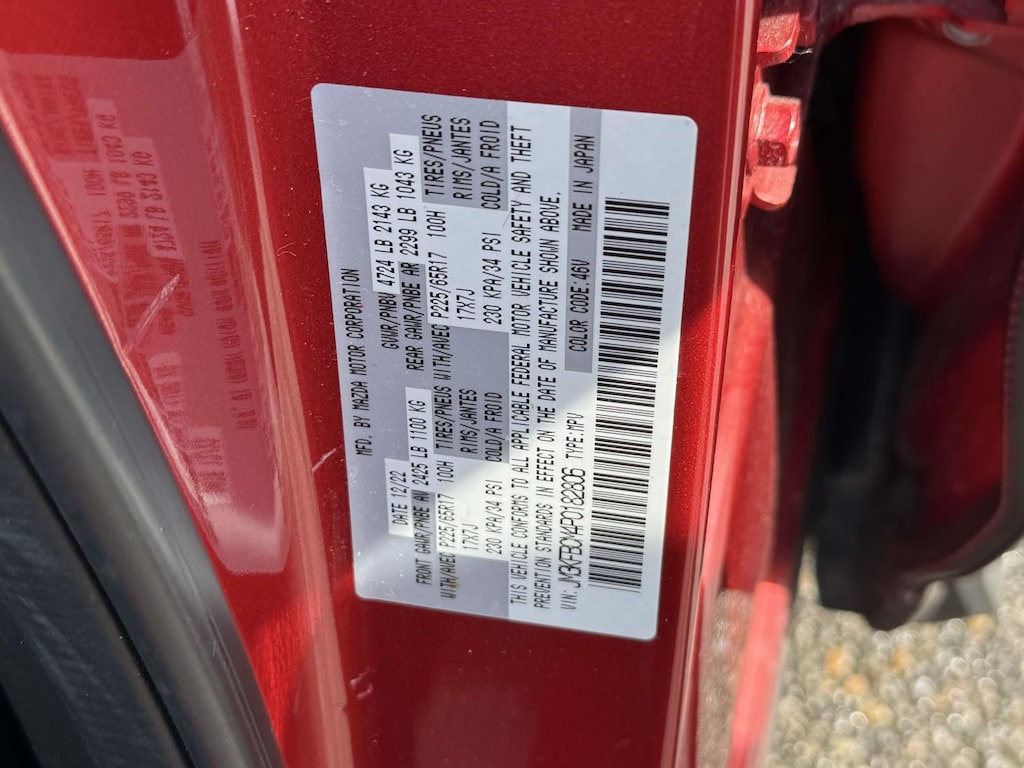 MFD. BY MAZDA MOTOR CORPORATION
DATE 12/22 GVWR/PNBV 4724 LB 2143 KG
FRONT GAWR/PNBE AV 2425 LB 1100 KG REAR GAWR/PNBE AR 2299 LB 1043 KG
WITH/AVEC P225/65R17 100H TIRES/PNEUS WITH/AVEC P225/65R17 100H TIRES/PNEUS
17X7J RIMS/JANTES 17X7J RIMS/JANTES
230 KPA/34 PSI COLD/A FROID 230 KPA/34 PSI COLD/A FROID
THIS VEHICLE CONFORMS TO ALL APPLICABLE FEDERAL MOTOR VEHICLE SAFETY AND THEFT
PREVENTION STANDARDS IN EFFECT ON THE DATE OF MANUFACTURE SHOWN ABOVE.
VIN: TYPE:MPV COLOR CODE:46V MADE IN JAPAN